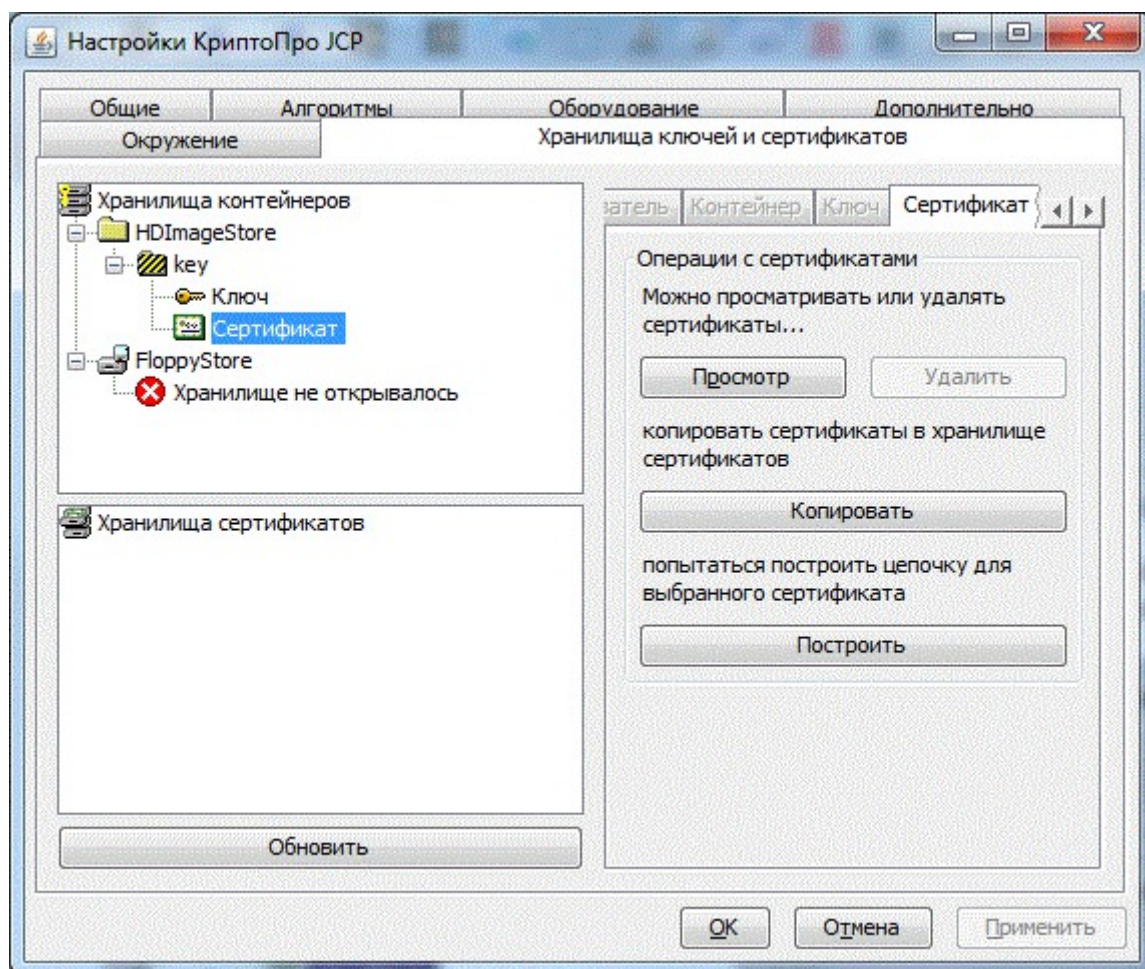 Настройки КриптоПро JCP
Общие
Алгоритмы
Оборудование
Дополнительно
Окружение
Хранилища ключей и сертификатов
Хранилища контейнеров
HDImageStore
key
Ключ
Сертификат
FloppyStore
Хранилище не открывалось
Хранилища сертификатов
Обновить
затель
Контейнер
Ключ
Сертификат
Операции с сертификатами
Можно просматривать или удалять
сертификаты...
Просмотр
Удалить
копировать сертификаты в хранилище
сертификатов
Копировать
попытаться построить цепочку для
выбранного сертификата
Построить
OK
Отмена
Применить